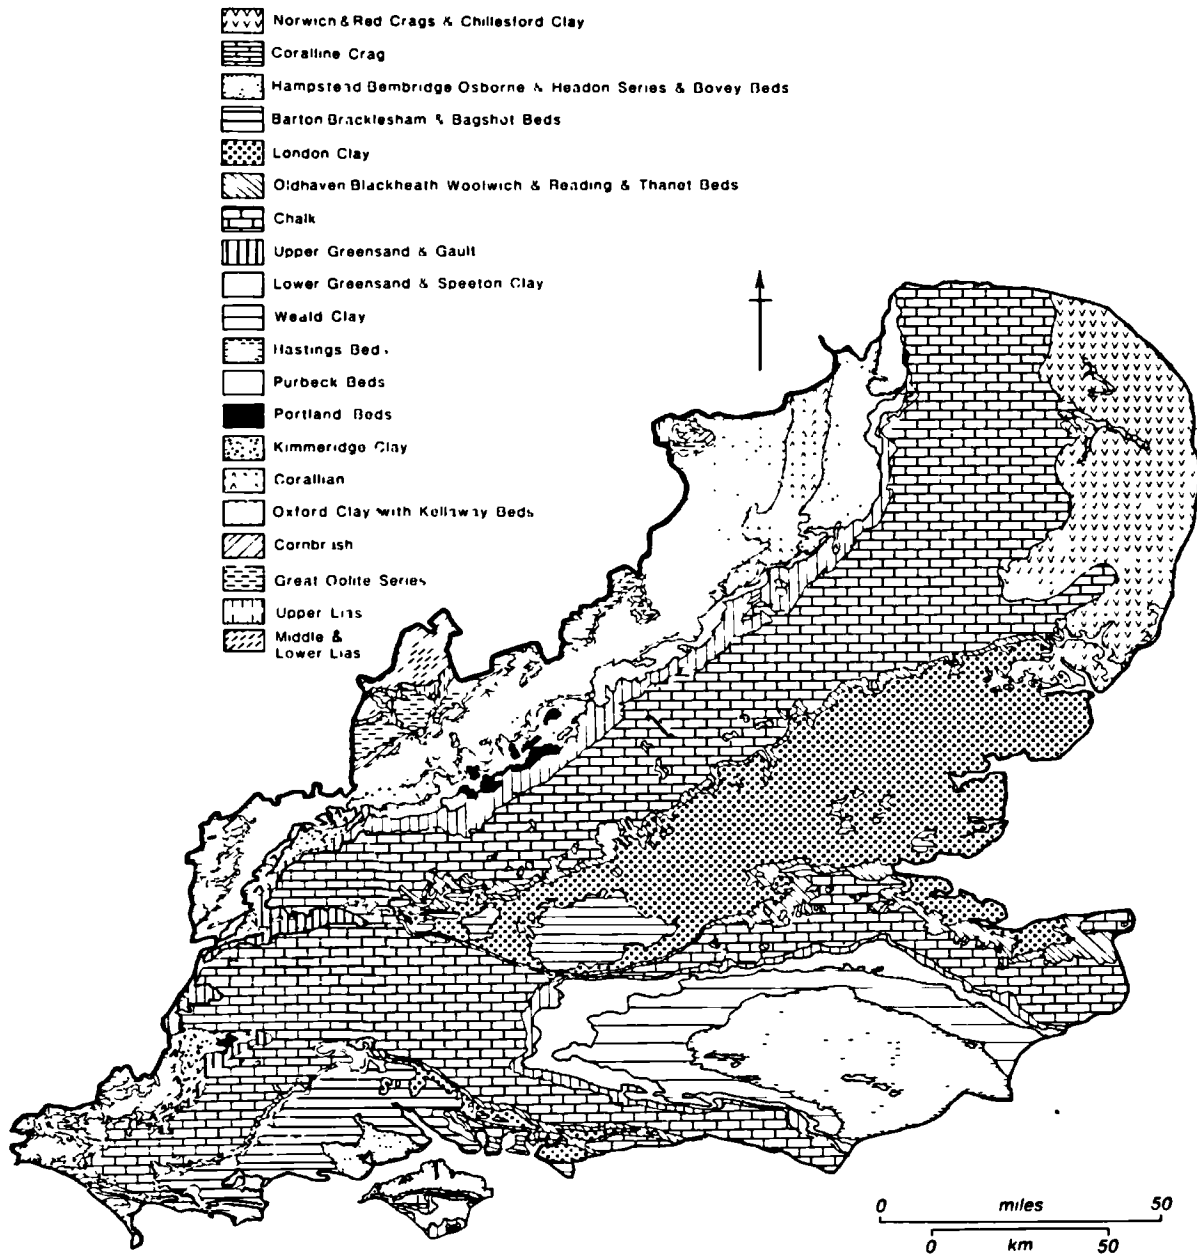 Norwich & Red Crags & Chillesford Clay
Coralline Crag
Hampstead Bembridge Osborne & Headon Series & Bovey Beds
Barton Bracklesham & Bagshot Beds
London Clay
Oldhaven Blackheath Woolwich & Reading & Thanet Beds
Chalk
Upper Greensand & Gault
Lower Greensand & Speeton Clay
Weald Clay
Hastings Beds
Purbeck Beds
Portland Beds
Kimmeridge Clay
Corallian
Oxford Clay with Kellaway Beds
Cornbrash
Great Oolite Series
Upper Lias
Middle &
Lower Lias
0 miles 50
0 km 50